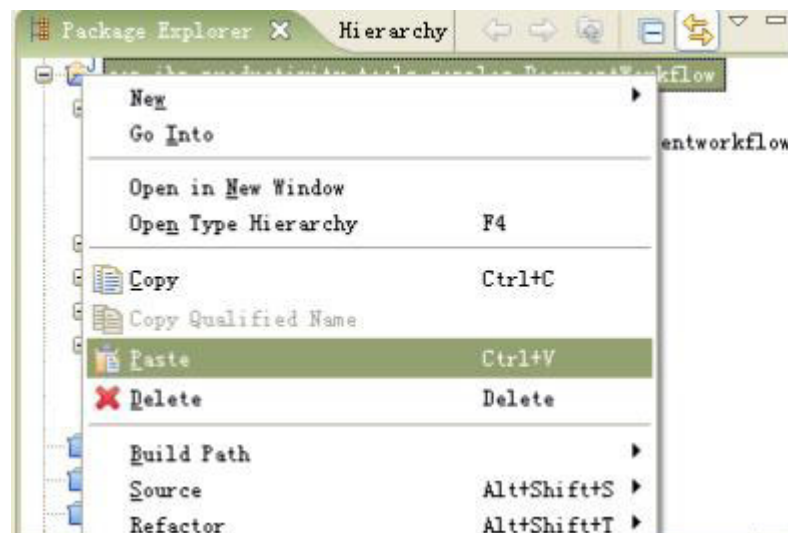 Package Explorer Hierarchy
kflow
New
Go Into
entworkflow
Open in New Window
Open Type Hierarchy F4
Copy Ctrl+C
Copy Qualified Name
Paste Ctrl+V
Delete Delete
Build Path
Source Alt+Shift+S
Refactor Alt+Shift+T